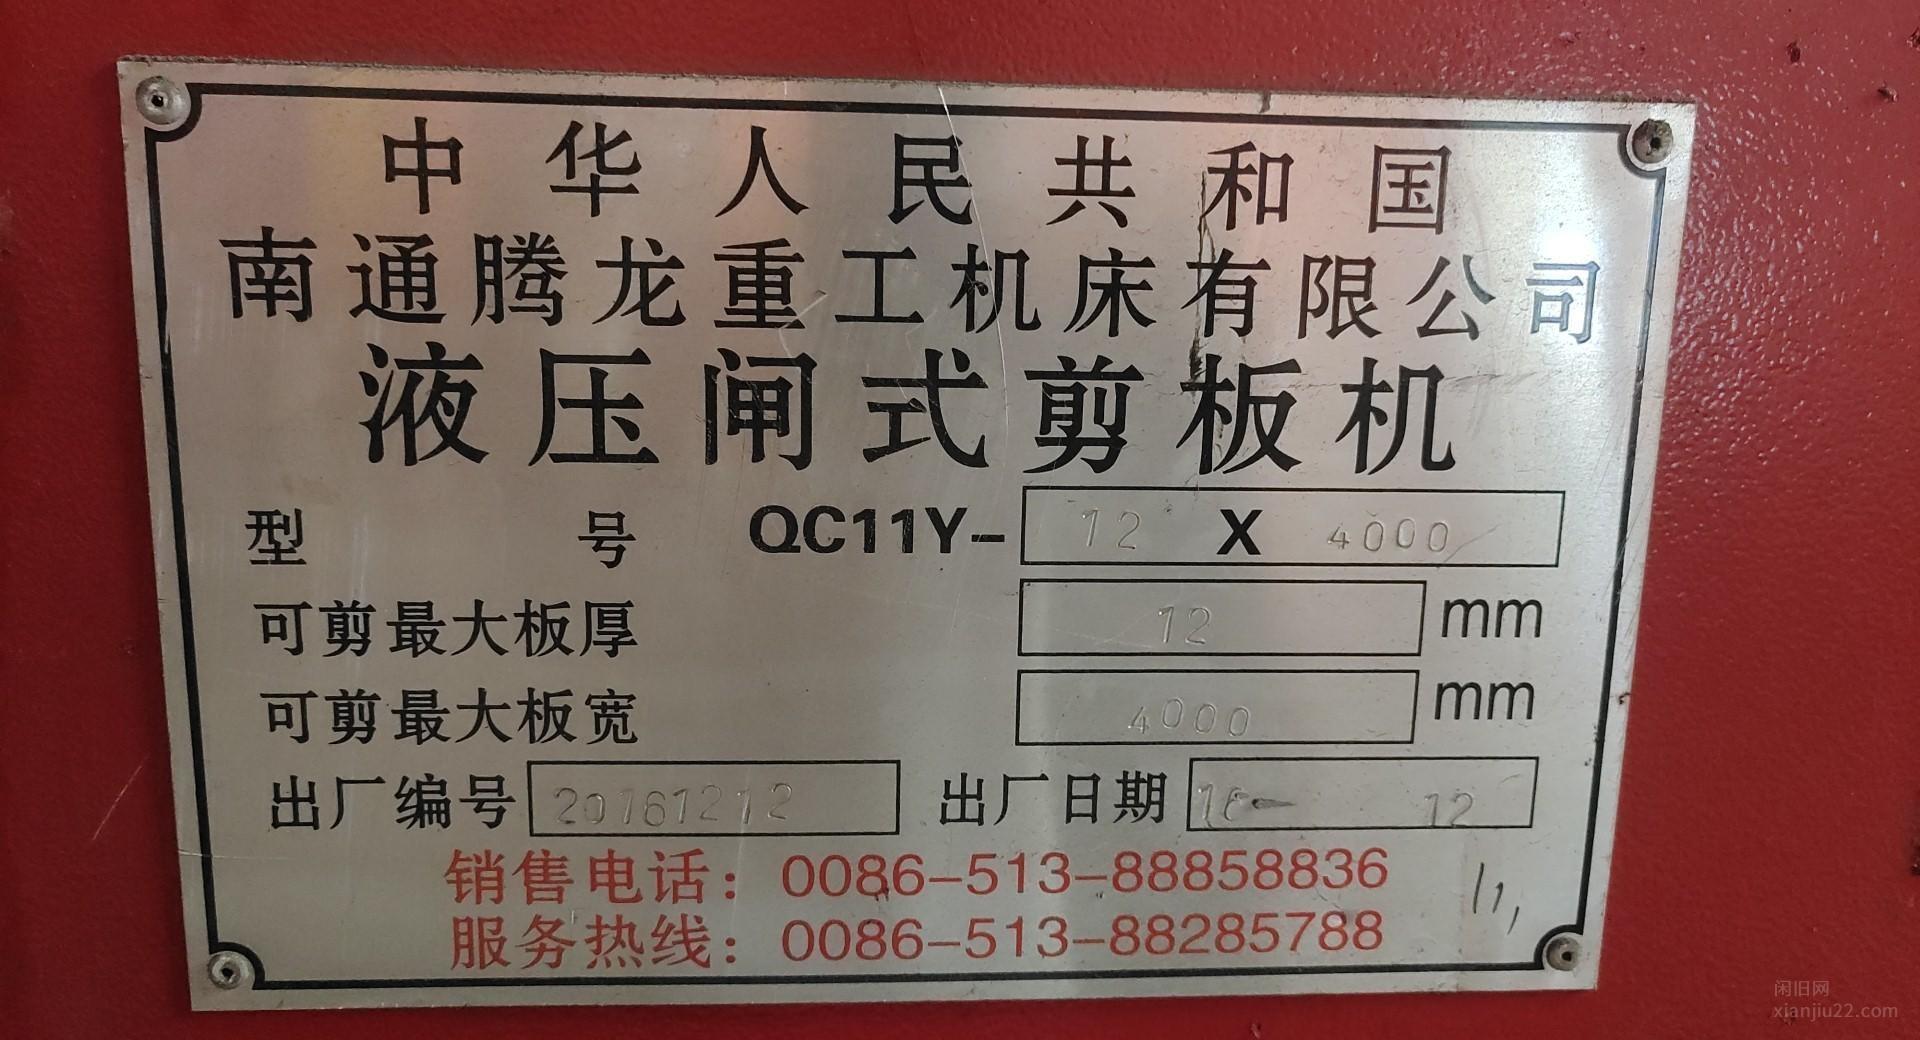 中华人民共和国
南通腾龙重工机床有限公司
液压闸式剪板机
型 号 QC11Y- 12 X 4000
可剪最大板厚 12 mm
可剪最大板宽 4000 mm
出厂编号 20161212 出厂日期 16- 12
销售电话：0086-513-88858836
服务热线：0086-513-88285788
闲旧网
xianjiu22.com